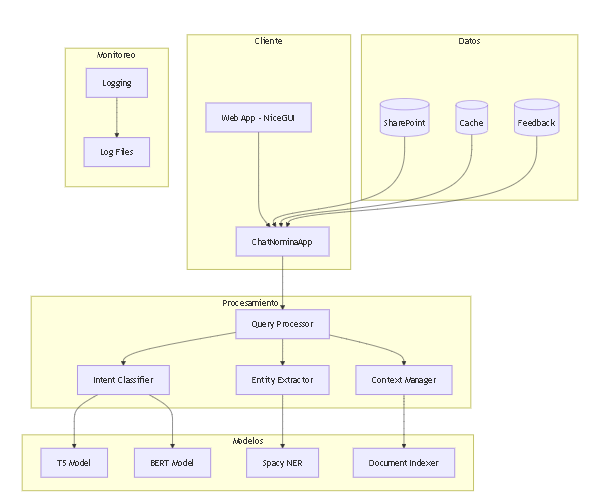 Monitoreo
Logging
Log Files
Cliente
Web App - NiceGUI
ChatNominaApp
Datos
SharePoint
Cache
Feedback
Procesamiento
Query Processor
Intent Classifier
Entity Extractor
Context Manager
Modelos
T5 Model
BERT Model
Spacy NER
Document Indexer